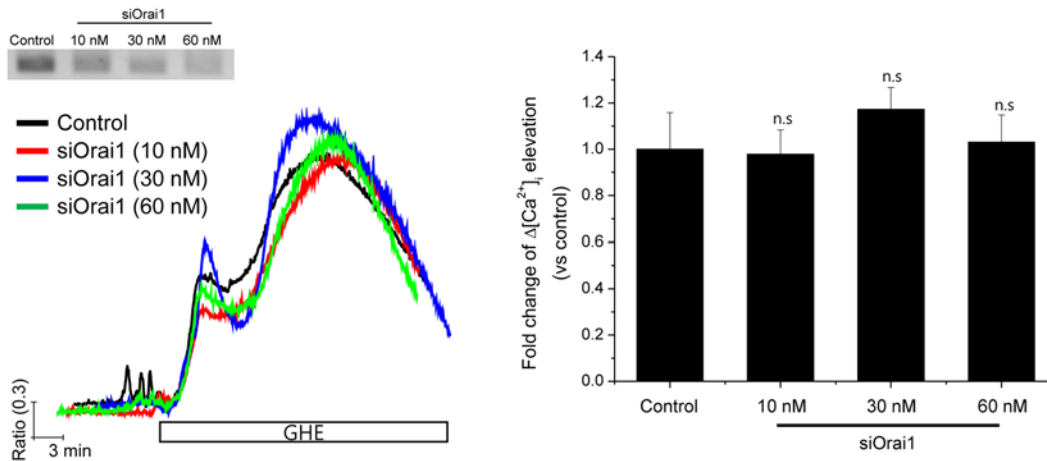 siOrai1
Control 10 nM 30 nM 60 nM
Control
siOrai1 (10 nM)
siOrai1 (30 nM)
siOrai1 (60 nM)
Ratio (0.3)
3 min
GHE
Fold change of Δ[Ca²⁺]ᵢ elevation
(vs control)
1.4
1.2
1.0
0.8
0.6
0.4
0.2
0.0
n.s
n.s
n.s
Control 10 nM 30 nM 60 nM
siOrai1